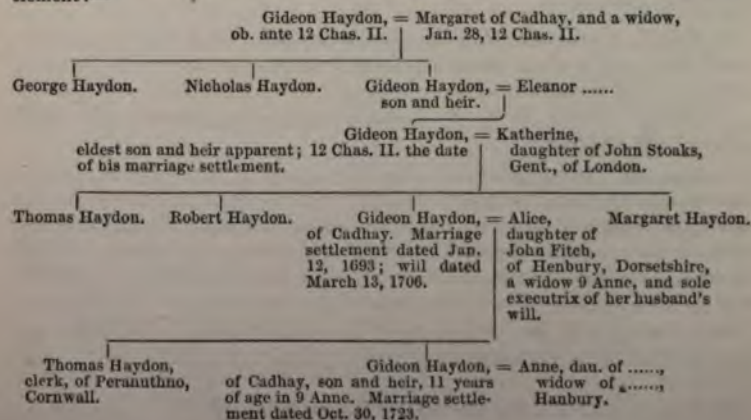 Gideon Haydon, = Margaret of Cadhay, and a widow,
ob. ante 12 Chas. II. Jan. 28, 12 Chas. II.
George Haydon. Nicholas Haydon. Gideon Haydon, = Eleanor ......
son and heir.
Gideon Haydon, = Katherine,
eldest son and heir apparent; 12 Chas. II. the date daughter of John Stoaks,
of his marriage settlement. Gent., of London.
Thomas Haydon. Robert Haydon. Gideon Haydon, = Alice, Margaret Haydon.
of Cadhay. Marriage daughter of
settlement dated Jan. John Fitch,
12, 1693; will dated of Henbury, Dorsetshire,
March 13, 1706. a widow 9 Anne, and sole
executrix of her husband's
will.
Thomas Haydon, Gideon Haydon, = Anne, dau. of ......,
clerk, of Peranuthno, of Cadhay, son and heir, 11 years widow of ......,
Cornwall. of age in 9 Anne. Marriage settle- Hanbury.
ment dated Oct. 30, 1723.